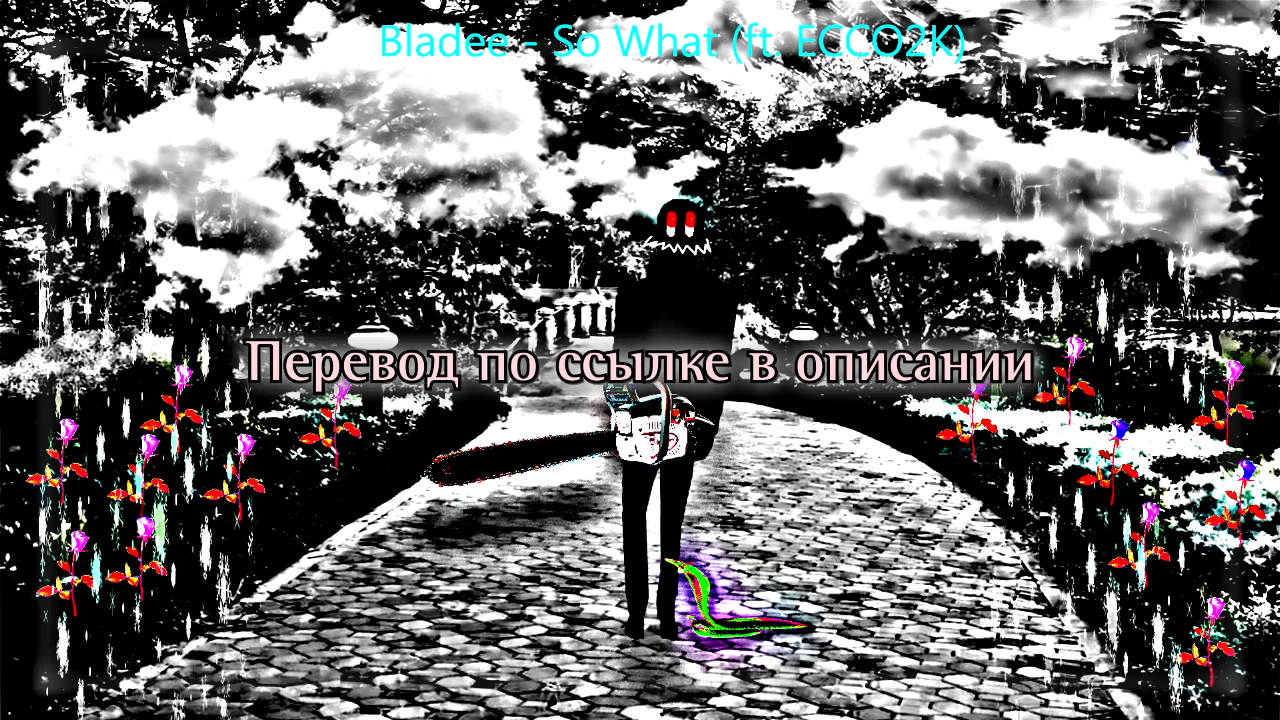 Bladee - So What (ft. ECCO2K)
Перевод по ссылке в описании